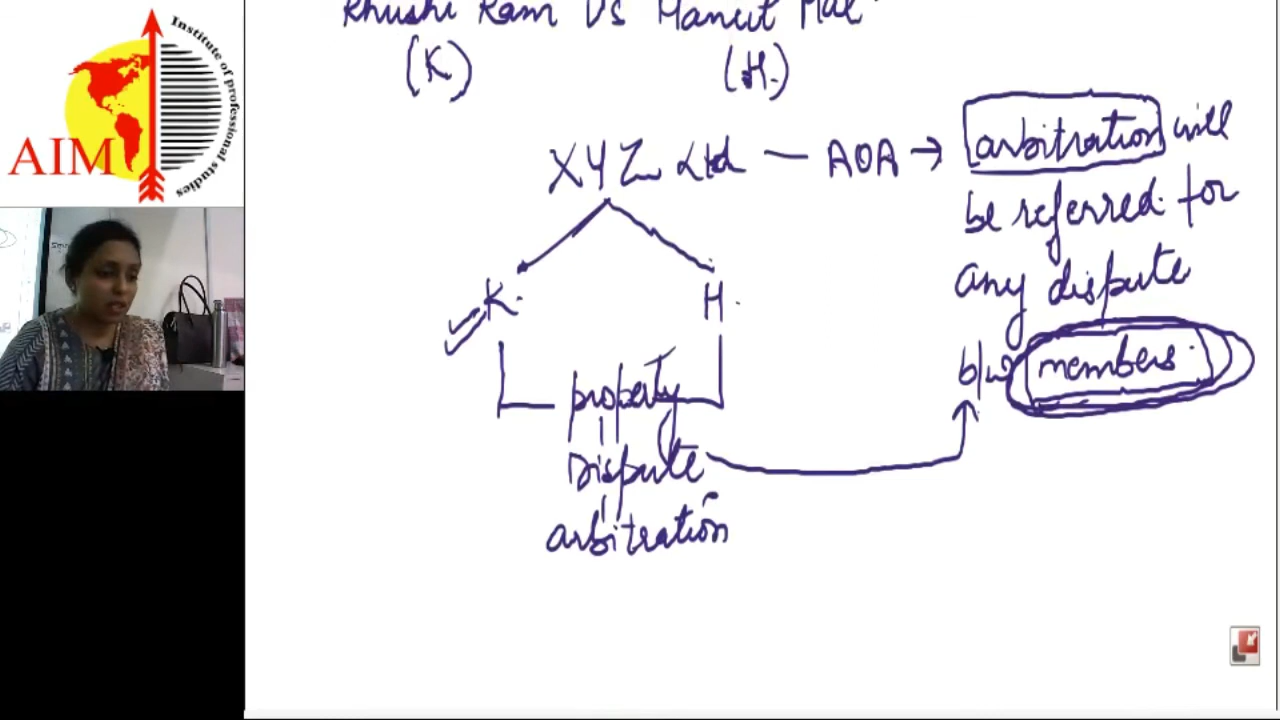 Institute of professional studies
AIM
Khushi Ram Vs Hanut Mal
(K) (H.)
XYZ Ltd — AOA → arbitration will
be referred for
any dispute
b/w members
K. H.
property
Dispute
arbitration